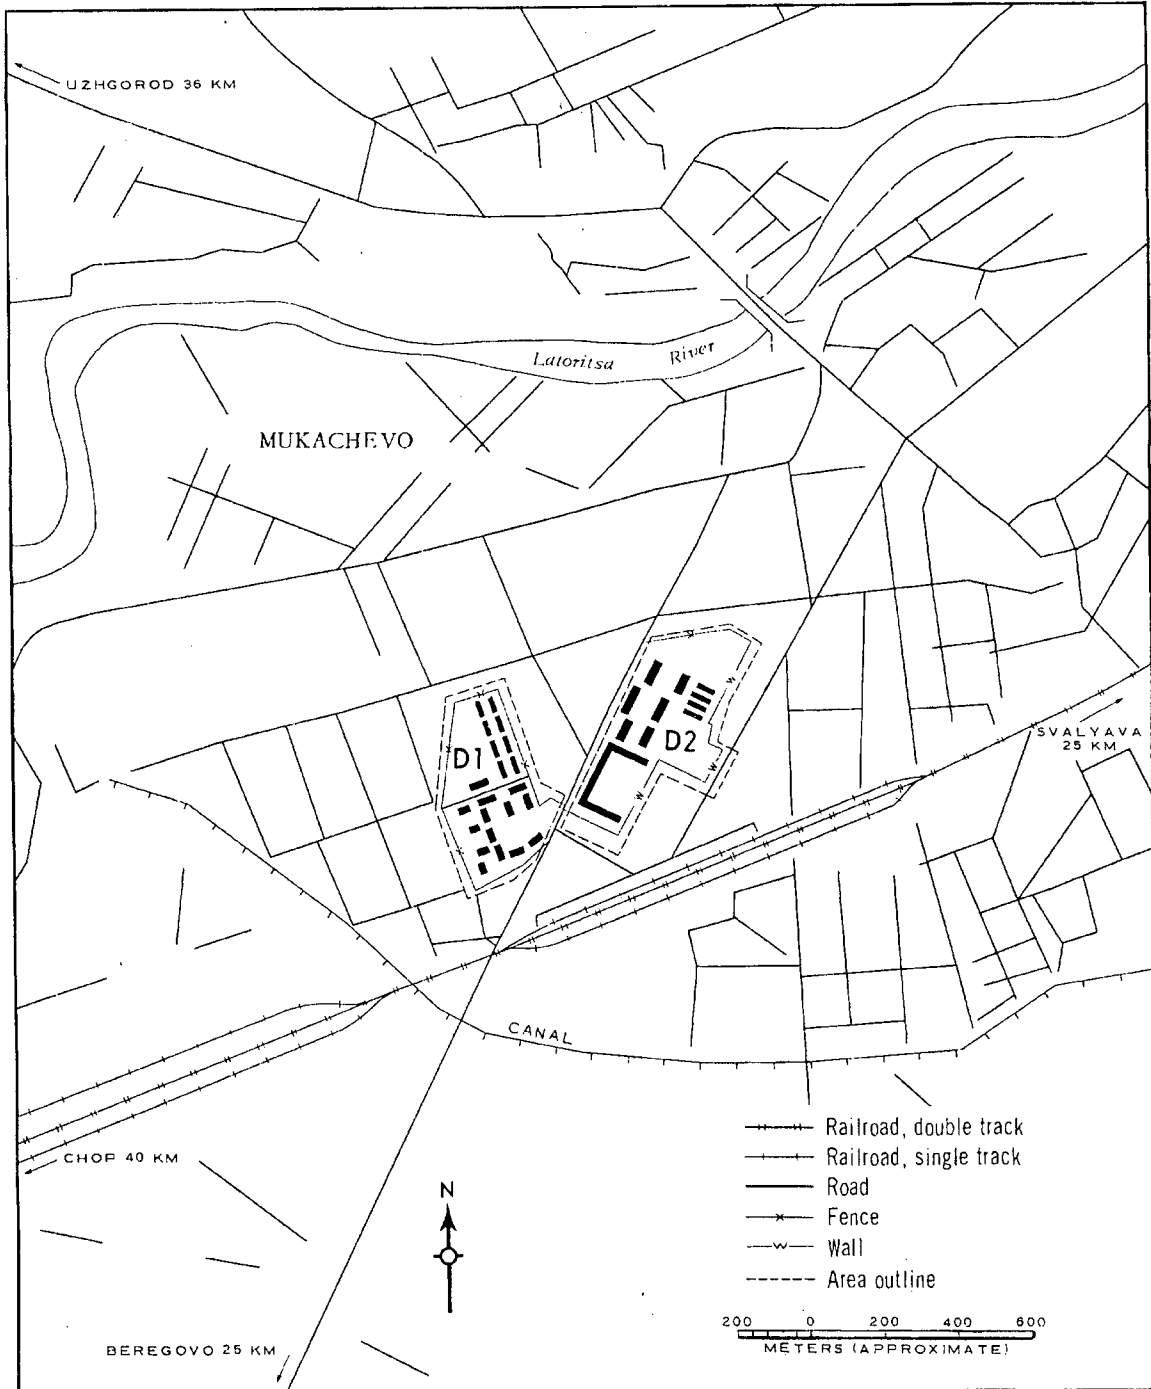 UZHGOROD 36 KM
Latoritsa River
MUKACHEVO
SVALYAVA
25 KM
D1
D2
CANAL
CHOP 40 KM
N
BEREGOVO 25 KM
Railroad, double track
Railroad, single track
Road
Fence
Wall
Area outline
200 0 200 400 600
METERS (APPROXIMATE)